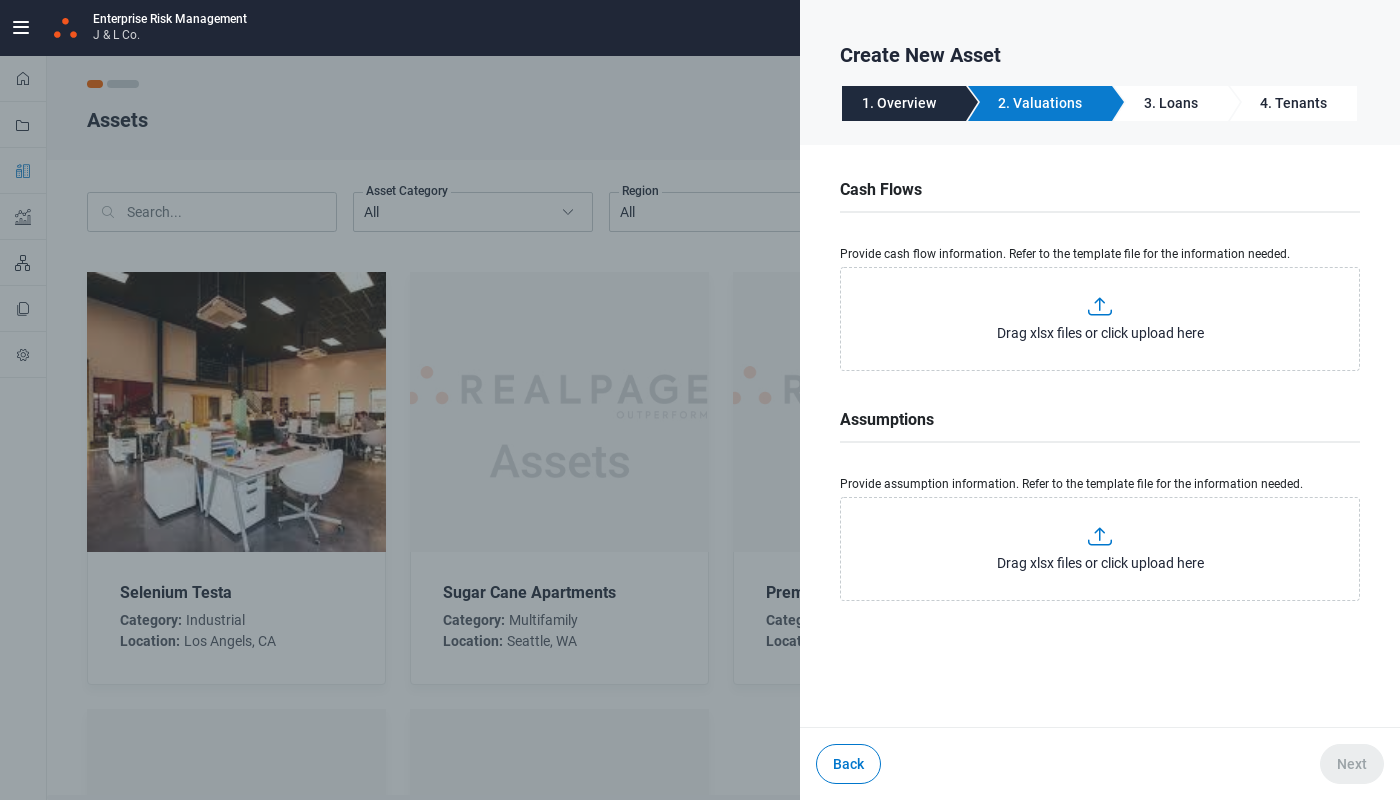 Enterprise Risk Management
J & L Co.
Assets
Search...
Asset Category
All
Region
All
REALPAGE
OUTPERFORM
Assets
Selenium Testa
Category: Industrial
Location: Los Angels, CA
Sugar Cane Apartments
Category: Multifamily
Location: Seattle, WA
Create New Asset
1. Overview
2. Valuations
3. Loans
4. Tenants
Cash Flows
Provide cash flow information. Refer to the template file for the information needed.
Drag xlsx files or click upload here
Assumptions
Provide assumption information. Refer to the template file for the information needed.
Drag xlsx files or click upload here
Back
Next